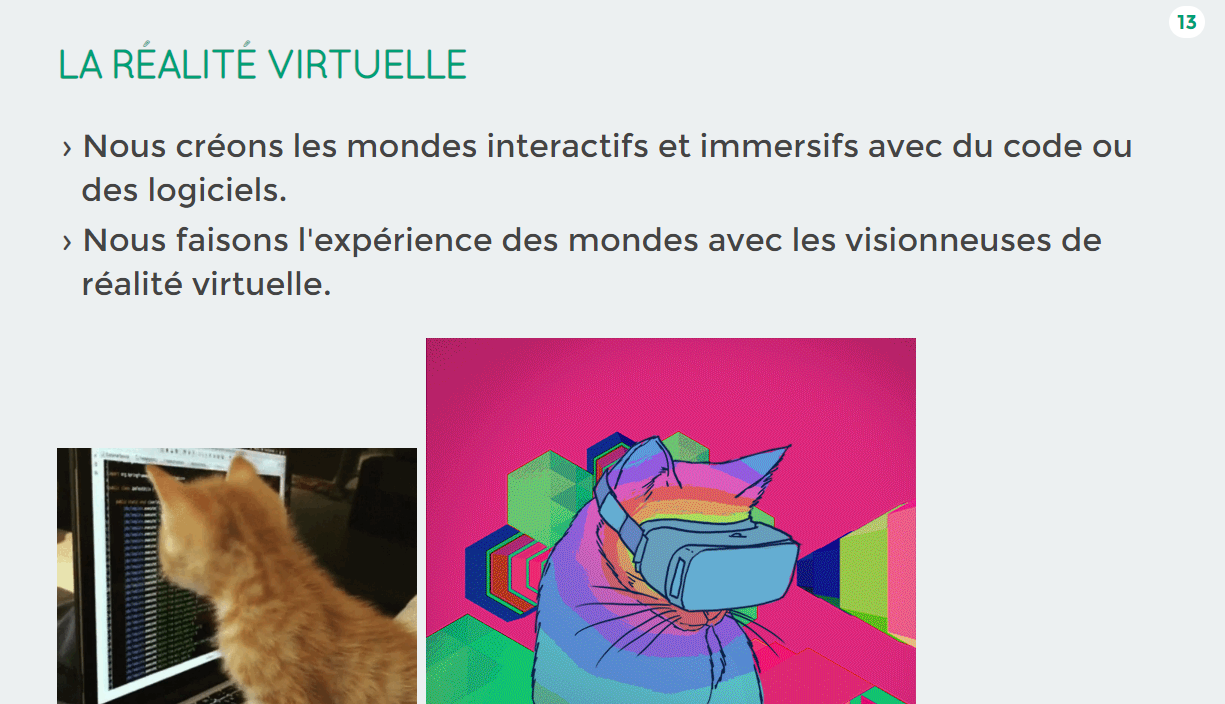 13
LA RÉALITÉ VIRTUELLE
› Nous créons les mondes interactifs et immersifs avec du code ou
des logiciels.
› Nous faisons l'expérience des mondes avec les visionneuses de
réalité virtuelle.